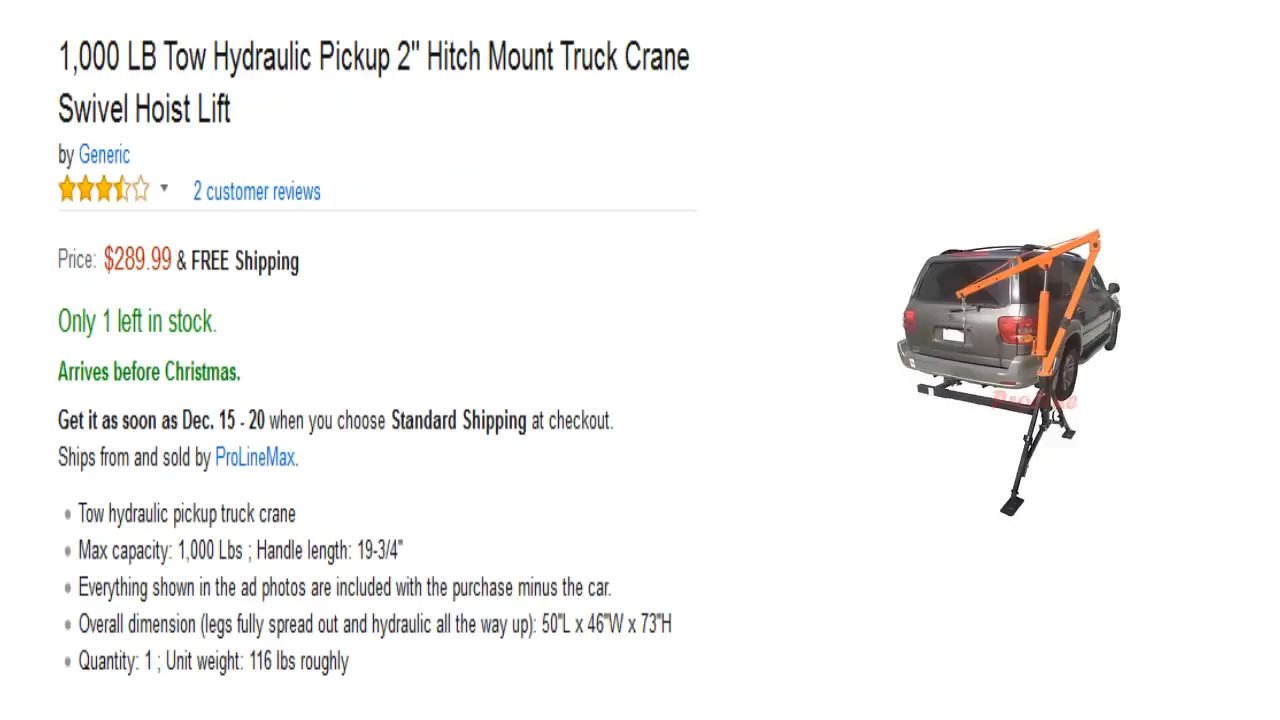 1,000 LB Tow Hydraulic Pickup 2" Hitch Mount Truck Crane
Swivel Hoist Lift
by Generic
2 customer reviews
Price: $289.99 & FREE Shipping
Only 1 left in stock.
Arrives before Christmas.
Get it as soon as Dec. 15 - 20 when you choose Standard Shipping at checkout.
Ships from and sold by ProLineMax.
• Tow hydraulic pickup truck crane
• Max capacity: 1,000 Lbs ; Handle length: 19-3/4"
• Everything shown in the ad photos are included with the purchase minus the car.
• Overall dimension (legs fully spread out and hydraulic all the way up): 50"L x 46"W x 73"H
• Quantity: 1 ; Unit weight: 116 lbs roughly